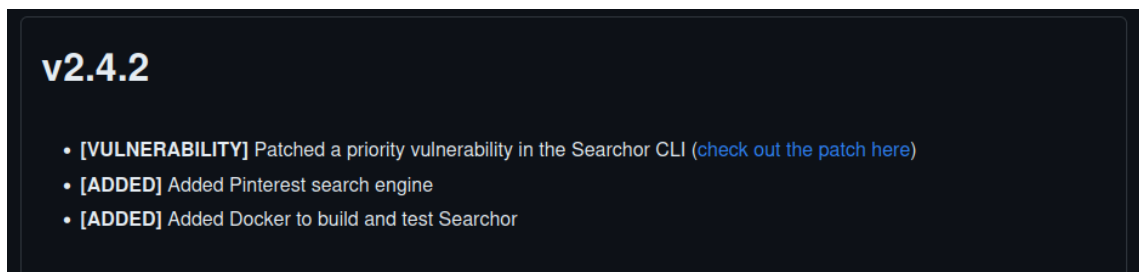 v2.4.2
• [VULNERABILITY] Patched a priority vulnerability in the Searchor CLI (check out the patch here)
• [ADDED] Added Pinterest search engine
• [ADDED] Added Docker to build and test Searchor